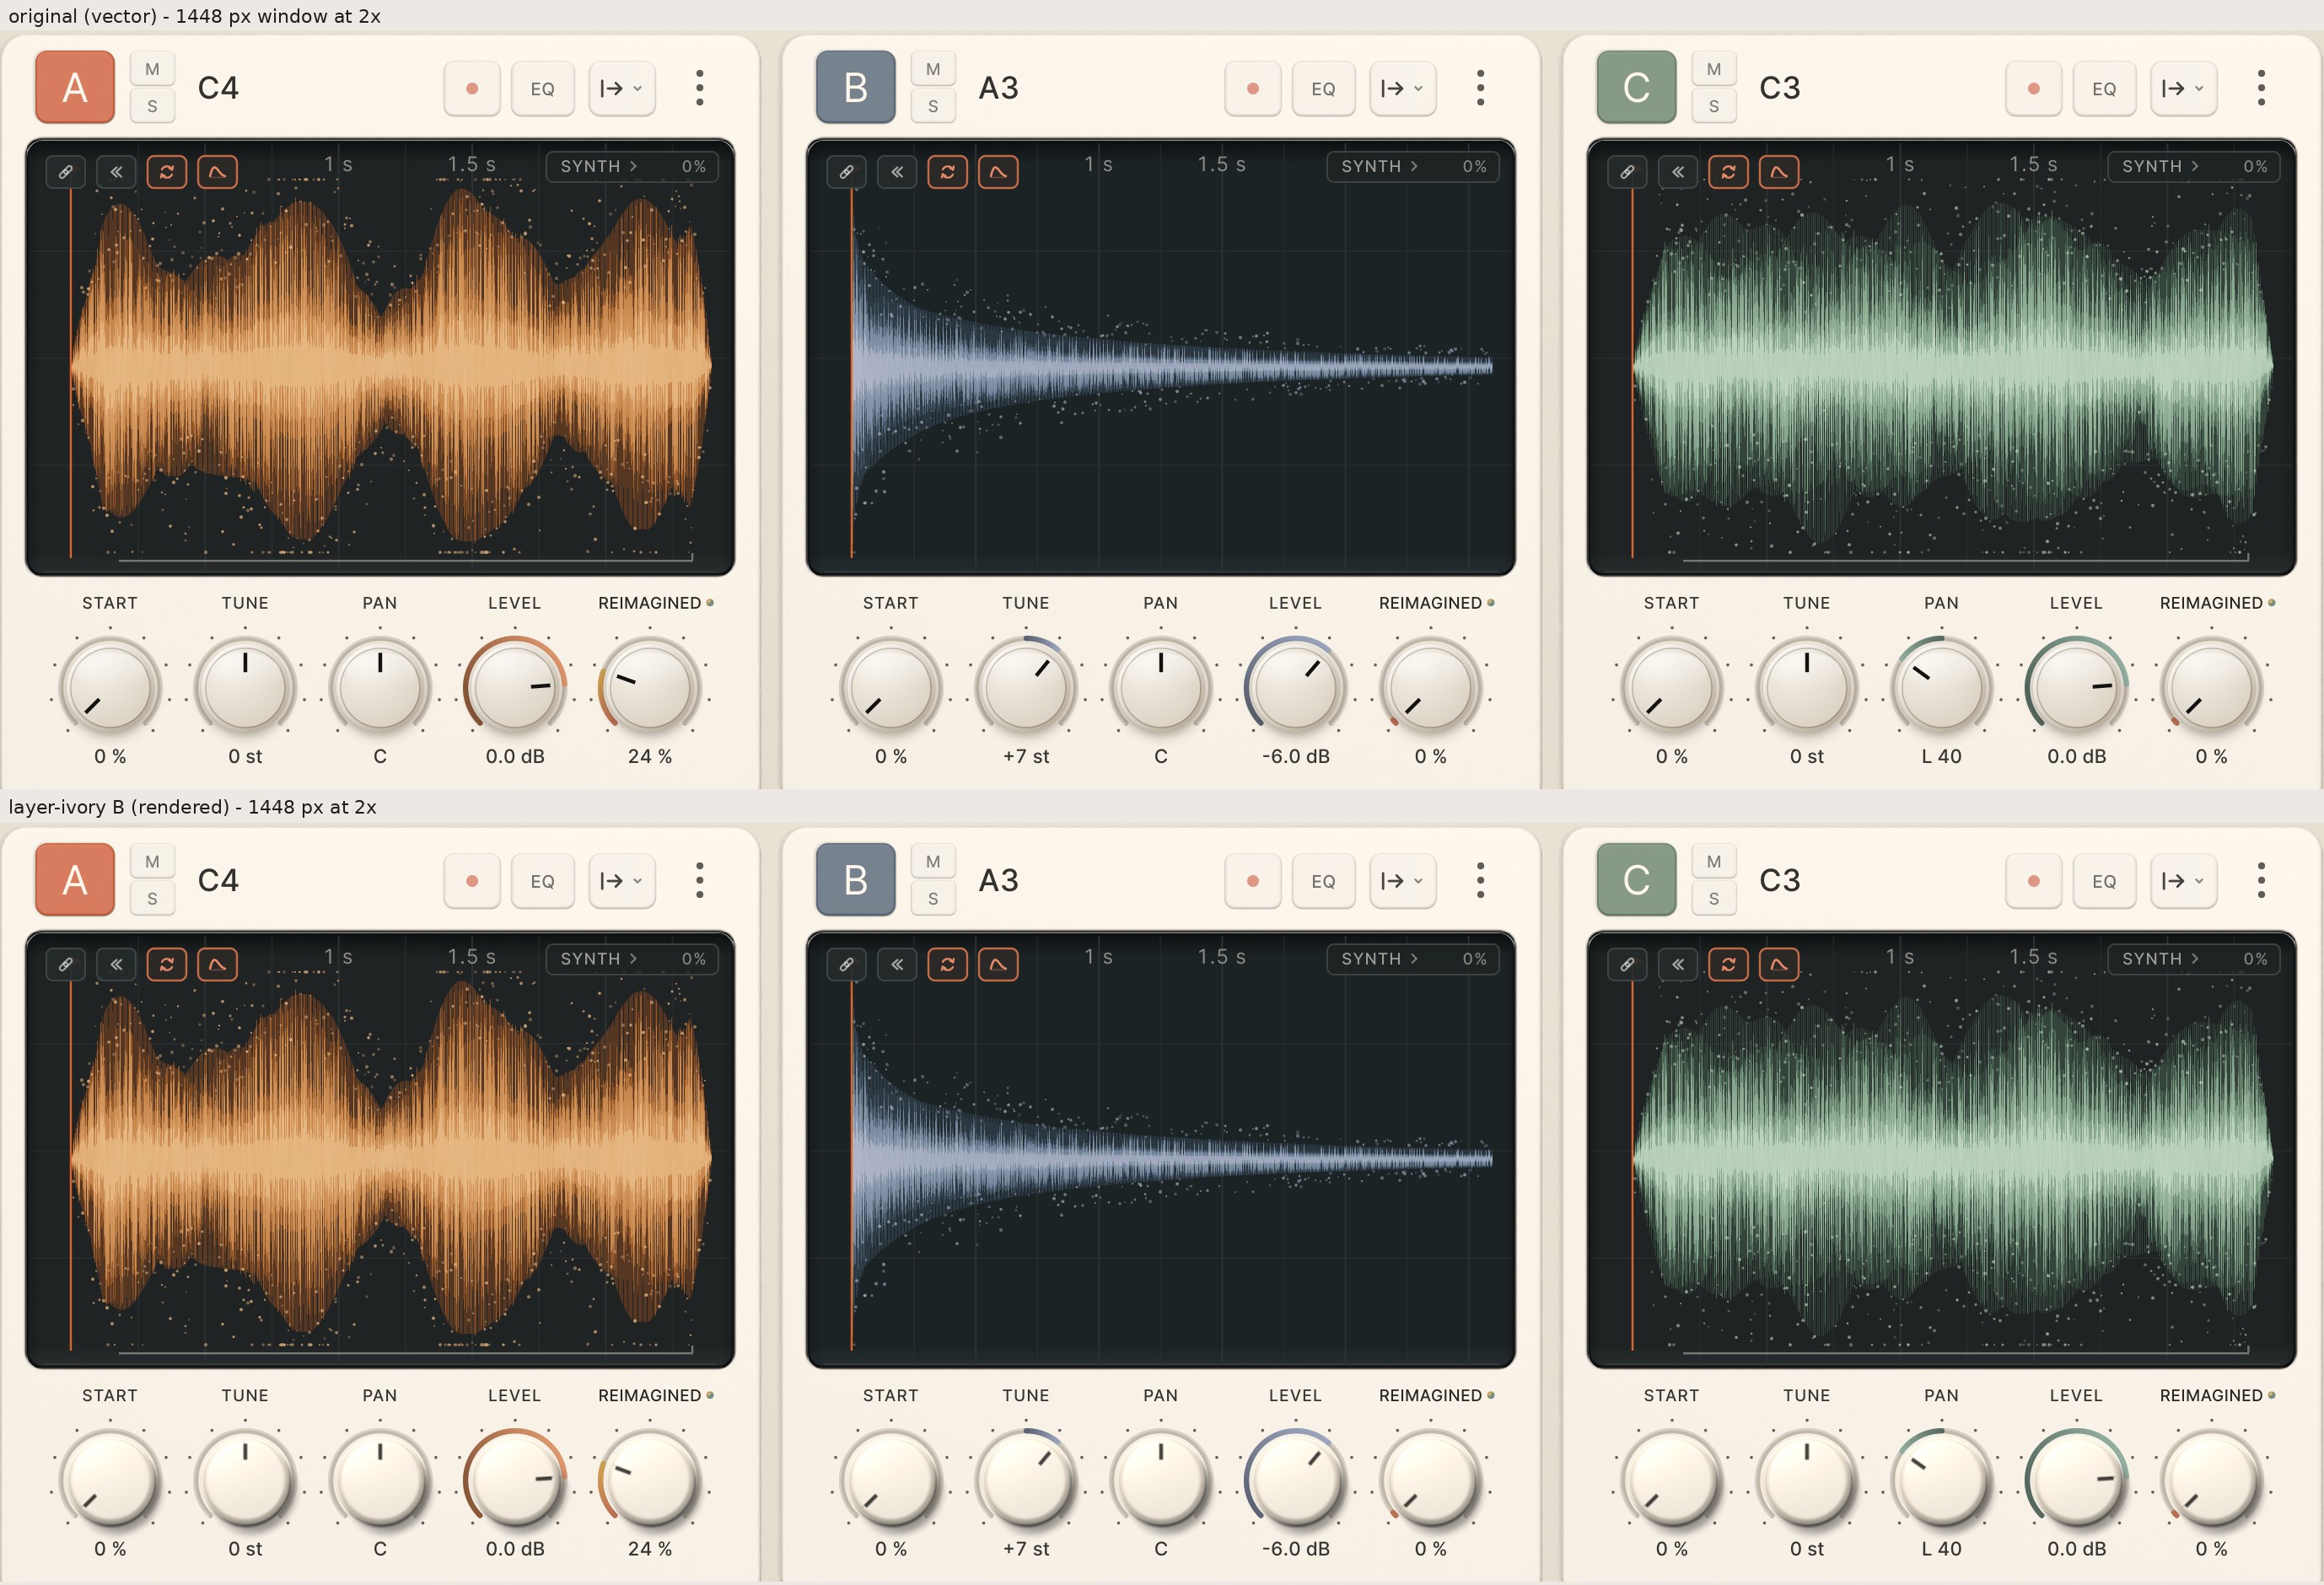 original (vector) - 1448 px window at 2x
A M S C4 EQ B M S A3 EQ C M S C3 EQ
1 s 1.5 s SYNTH > 0% 1 s 1.5 s SYNTH > 0% 1 s 1.5 s SYNTH > 0%
START TUNE PAN LEVEL REIMAGINED START TUNE PAN LEVEL REIMAGINED START TUNE PAN LEVEL REIMAGINED
0 % 0 st C 0.0 dB 24 % 0 % +7 st C -6.0 dB 0 % 0 % 0 st L 40 0.0 dB 0 %
layer-ivory B (rendered) - 1448 px at 2x
A M S C4 EQ B M S A3 EQ C M S C3 EQ
1 s 1.5 s SYNTH > 0% 1 s 1.5 s SYNTH > 0% 1 s 1.5 s SYNTH > 0%
START TUNE PAN LEVEL REIMAGINED START TUNE PAN LEVEL REIMAGINED START TUNE PAN LEVEL REIMAGINED
0 % 0 st C 0.0 dB 24 % 0 % +7 st C -6.0 dB 0 % 0 % 0 st L 40 0.0 dB 0 %